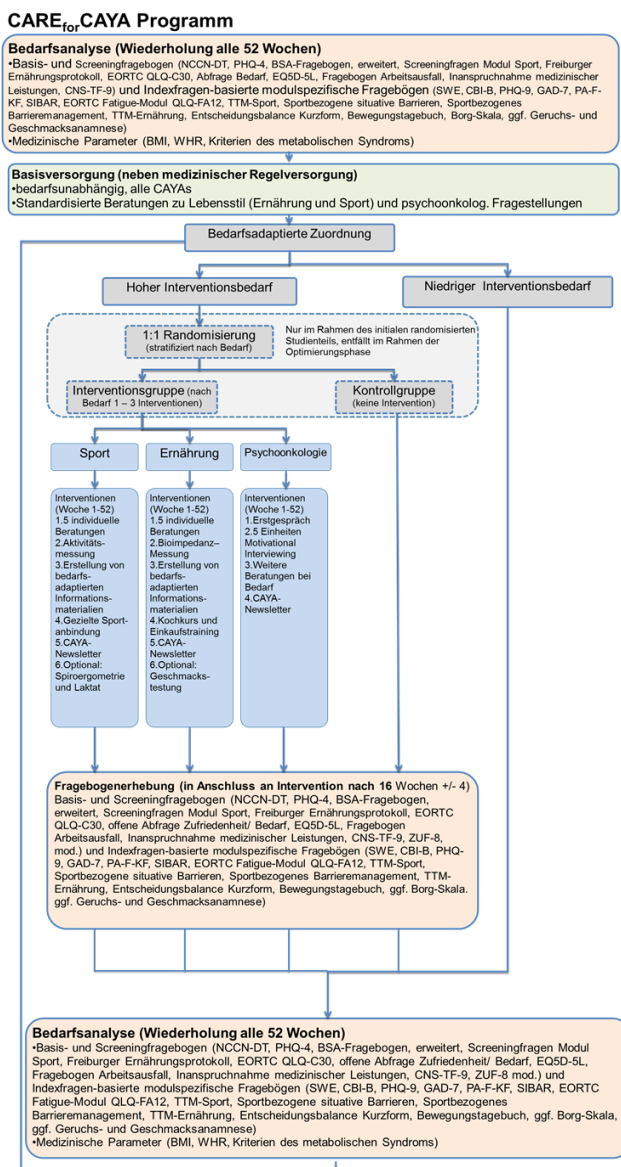 CAREforCAYA Programm
Bedarfsanalyse (Wiederholung alle 52 Wochen)
•Basis- und Screeningfragebogen (NCCN-DT, PHQ-4, BSA-Fragebogen, erweitert, Screeningfragen Modul Sport, Freiburger
Ernährungsprotokoll, EORTC QLQ-C30, Abfrage Bedarf, EQ5D-5L, Fragebogen Arbeitsausfall, Inanspruchnahme medizinischer
Leistungen, CNS-TF-9) und Indexfragen-basierte modulspezifische Fragebögen (SWE, CBI-B, PHQ-9, GAD-7, PA-F-
KF, SIBAR, EORTC Fatigue-Modul QLQ-FA12, TTM-Sport, Sportbezogene situative Barrieren, Sportbezogenes
Barrieremanagement, TTM-Ernährung, Entscheidungsbalance Kurzform, Bewegungstagebuch, Borg-Skala, ggf. Geruchs- und
Geschmacksanamnese)
•Medizinische Parameter (BMI, WHR, Kriterien des metabolischen Syndroms)
Basisversorgung (neben medizinischer Regelversorgung)
•bedarfsunabhängig, alle CAYAs
•Standardisierte Beratungen zu Lebensstil (Ernährung und Sport) und psychoonkolog. Fragestellungen
Bedarfsadaptierte Zuordnung
Hoher Interventionsbedarf
Niedriger Interventionsbedarf
1:1 Randomisierung
(stratifiziert nach Bedarf)
Nur im Rahmen des initialen randomisierten
Studienteils, entfällt im Rahmen der
Optimierungsphase
Interventionsgruppe (nach
Bedarf 1 – 3 Interventionen)
Kontrollgruppe
(keine Intervention)
Sport
Ernährung
Psychoonkologie
Interventionen
(Woche 1-52)
1.5 individuelle
Beratungen
2.Aktivitäts-
messung
3.Erstellung von
bedarfs-
adaptierten
Informations-
materialien
4.Gezielte Sport-
anbindung
5.CAYA-
Newsletter
6.Optional:
Spiroergometrie
und Laktat
Interventionen
(Woche 1-52)
1.5 individuelle
Beratungen
2.Bioimpedanz–
Messung
3.Erstellung von
bedarfs-
adaptierten
Informations-
materialien
4.Kochkurs und
Einkaufstraining
5.CAYA-
Newsletter
6.Optional:
Geschmacks-
testung
Interventionen
(Woche 1-52)
1.Erstgespräch
2.5 Einheiten
Motivational
Interviewing
3.Weitere
Beratungen bei
Bedarf
4.CAYA-
Newsletter
Fragebogenerhebung (in Anschluss an Intervention nach 16 Wochen +/- 4)
Basis- und Screeningfragebogen (NCCN-DT, PHQ-4, BSA-Fragebogen,
erweitert, Screeningfragen Modul Sport, Freiburger Ernährungsprotokoll, EORTC
QLQ-C30, offene Abfrage Zufriedenheit/ Bedarf, EQ5D-5L, Fragebogen
Arbeitsausfall, Inanspruchnahme medizinischer Leistungen, CNS-TF-9, ZUF-8,
mod.) und Indexfragen-basierte modulspezifische Fragebögen (SWE, CBI-B, PHQ-
9, GAD-7, PA-F-KF, SIBAR, EORTC Fatigue-Modul QLQ-FA12, TTM-Sport,
Sportbezogene situative Barrieren, Sportbezogenes Barrieremanagement, TTM-
Ernährung, Entscheidungsbalance Kurzform, Bewegungstagebuch, ggf. Borg-Skala.
ggf. Geruchs- und Geschmacksanamnese)
Bedarfsanalyse (Wiederholung alle 52 Wochen)
•Basis- und Screeningfragebogen (NCCN-DT, PHQ-4, BSA-Fragebogen, erweitert, Screeningfragen Modul
Sport, Freiburger Ernährungsprotokoll, EORTC QLQ-C30, offene Abfrage Zufriedenheit/ Bedarf, EQ5D-5L,
Fragebogen Arbeitsausfall, Inanspruchnahme medizinischer Leistungen, CNS-TF-9, ZUF-8 mod.) und
Indexfragen-basierte modulspezifische Fragebögen (SWE, CBI-B, PHQ-9, GAD-7, PA-F-KF, SIBAR, EORTC
Fatigue-Modul QLQ-FA12, TTM-Sport, Sportbezogene situative Barrieren, Sportbezogenes
Barrieremanagement, TTM-Ernährung, Entscheidungsbalance Kurzform, Bewegungstagebuch, ggf. Borg-Skala,
ggf. Geruchs- und Geschmacksanamnese)
•Medizinische Parameter (BMI, WHR, Kriterien des metabolischen Syndroms)